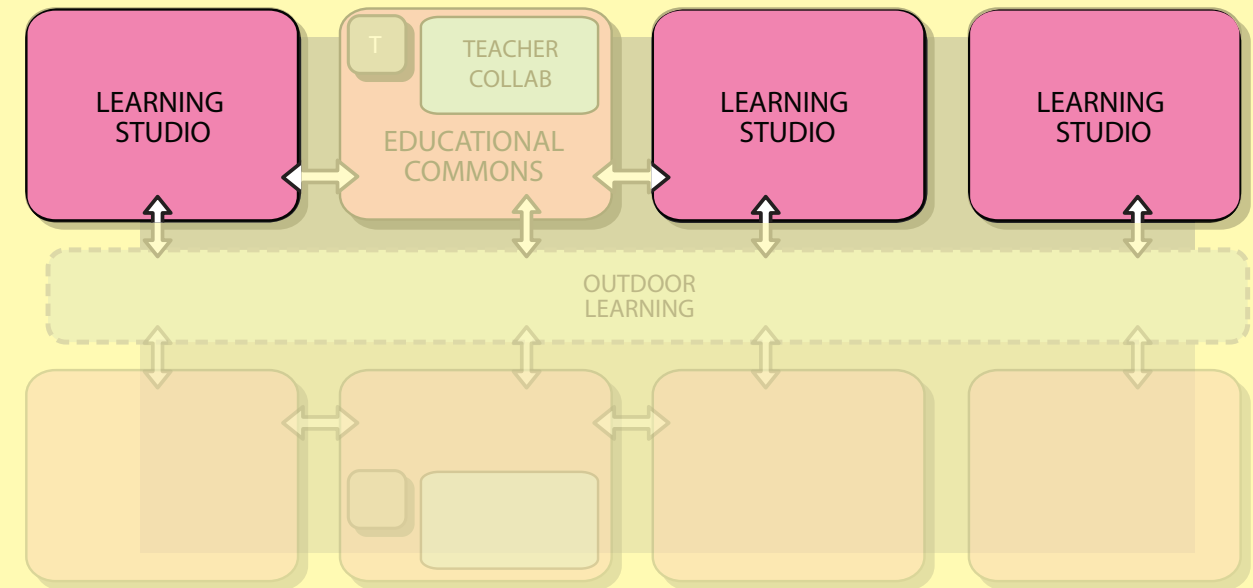 LEARNING
STUDIO
T
TEACHER
COLLAB
EDUCATIONAL
COMMONS
LEARNING
STUDIO
LEARNING
STUDIO
OUTDOOR
LEARNING